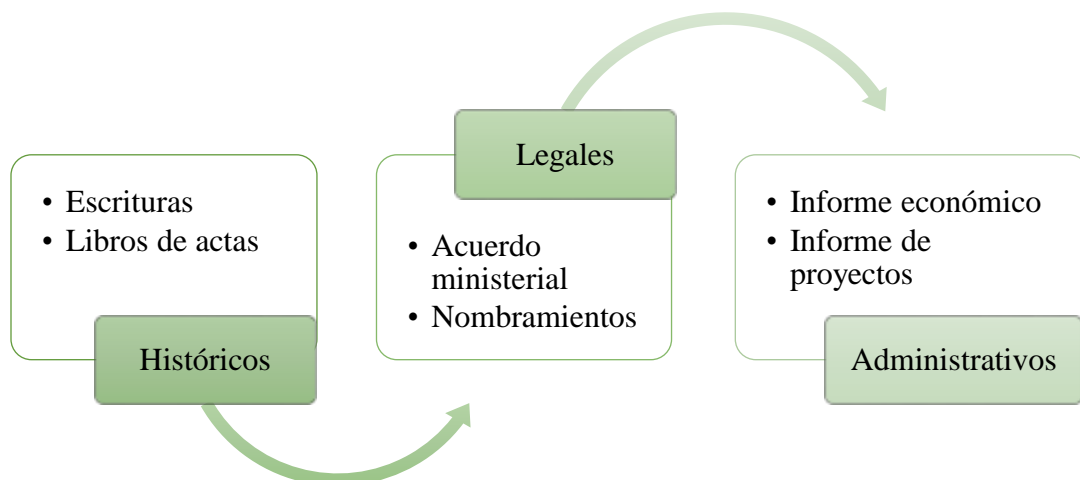 • Escrituras
• Libros de actas
Históricos
Legales
• Acuerdo
ministerial
• Nombramientos
• Informe económico
• Informe de
proyectos
Administrativos